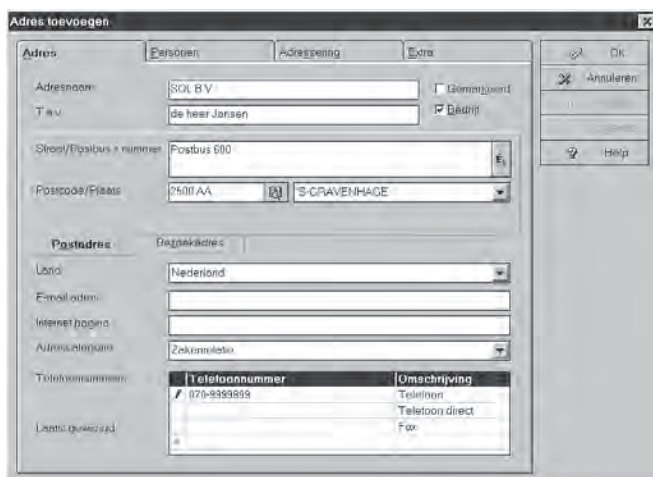 Adres toevoegen
Adres Personen Adressering Extra
OK
Annuleren
Help
Adresnaam SQL B.V. Gemarkeerd
T.a.v. de heer Jansen Bedrijf
Straat/Postbus + nummer Postbus 600
Postcode/Plaats 2500 AA 'S-GRAVENHAGE
Postadres Bezoekadres
Land Nederland
E-mail adres
Internet pagina
Adrescategorie Zakenrelatie
Telefoonnummers Telefoonnummer Omschrijving
070-9999999 Telefoon
Telefoon direct
Laatst gewijzigd Fax